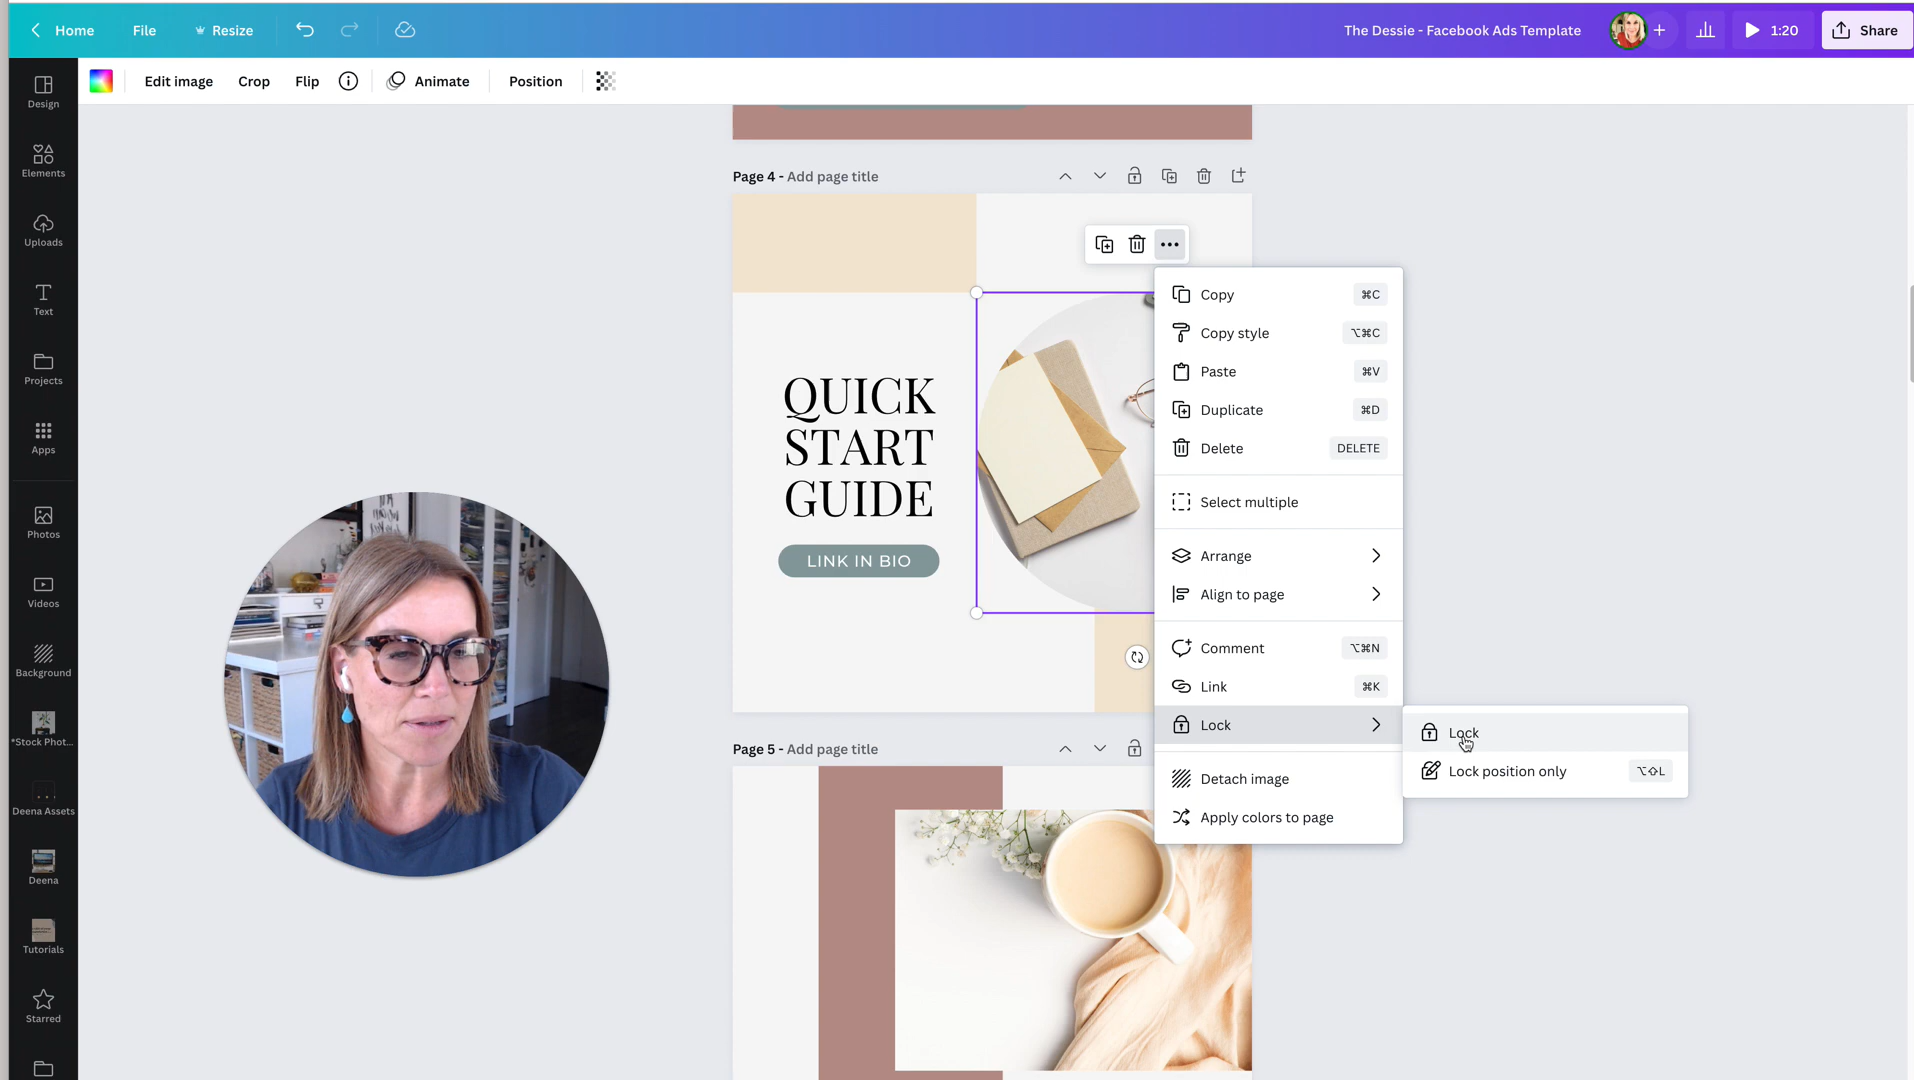 Home
File
Resize
The Dessie - Facebook Ads Template
1:20
Share
Edit image
Crop
Flip
Animate
Position
Design
Elements
Uploads
Text
Projects
Apps
Photos
Videos
Background
*Stock Phot...
Deena Assets
Deena
Tutorials
Starred
Page 4 - Add page title
QUICK
START
GUIDE
LINK IN BIO
Copy ⌘C
Copy style ⌥⌘C
Paste ⌘V
Duplicate ⌘D
Delete DELETE
Select multiple
Arrange
Align to page
Comment ⌥⌘N
Link ⌘K
Lock
Detach image
Apply colors to page
Lock
Lock position only ⌥⇧L
Page 5 - Add page title